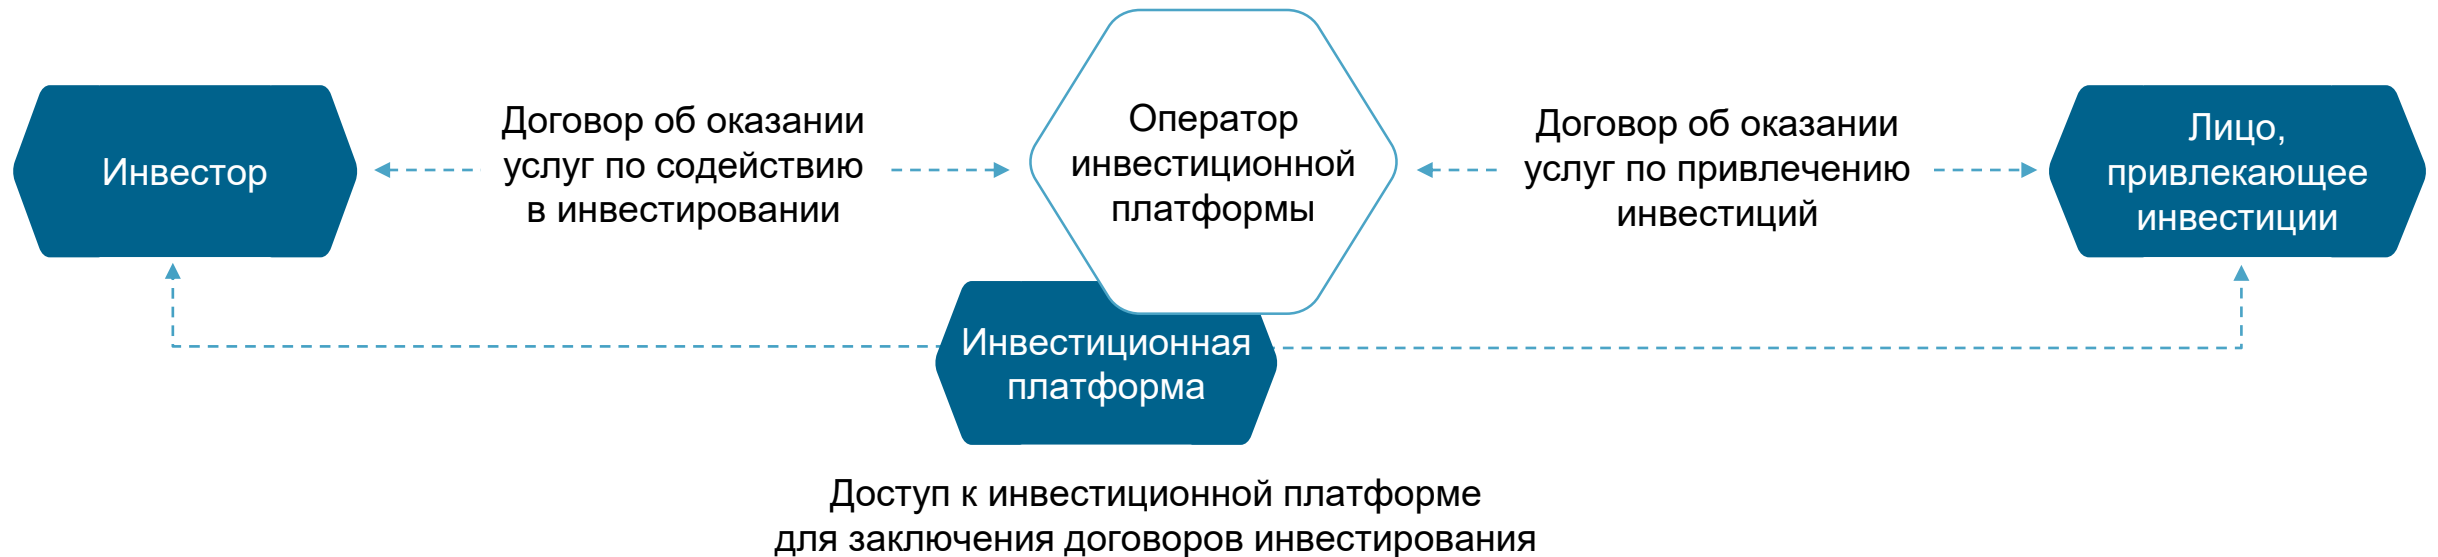 Инвестор
Договор об оказании
услуг по содействию
в инвестировании
Оператор
инвестиционной
платформы
Договор об оказании
услуг по привлечению
инвестиций
Лицо,
привлекающее
инвестиции
Инвестиционная
платформа
Доступ к инвестиционной платформе
для заключения договоров инвестирования